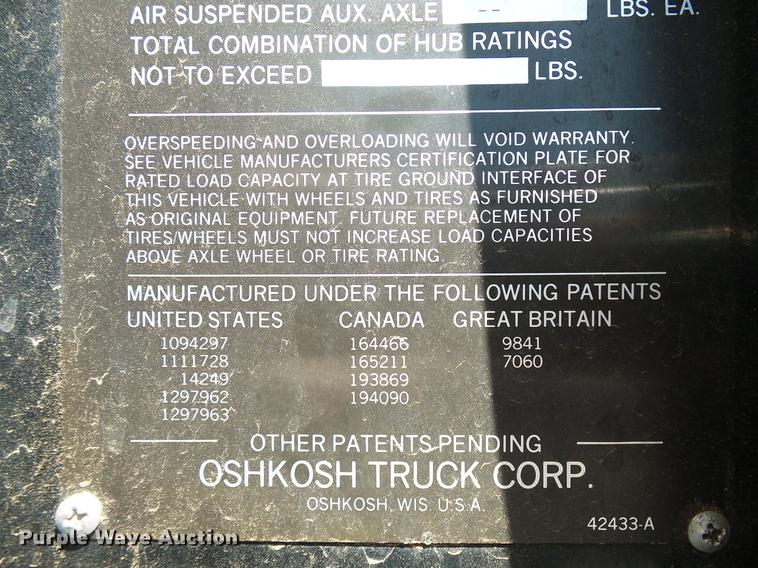 AIR SUSPENDED AUX. AXLE -- LBS. EA.
TOTAL COMBINATION OF HUB RATINGS
NOT TO EXCEED LBS.
OVERSPEEDING AND OVERLOADING WILL VOID WARRANTY.
SEE VEHICLE MANUFACTURERS CERTIFICATION PLATE FOR
RATED LOAD CAPACITY AT TIRE GROUND INTERFACE OF
THIS VEHICLE WITH WHEELS AND TIRES AS FURNISHED
AS ORIGINAL EQUIPMENT. FUTURE REPLACEMENT OF
TIRES/WHEELS MUST NOT INCREASE LOAD CAPACITIES
ABOVE AXLE WHEEL OR TIRE RATING.
MANUFACTURED UNDER THE FOLLOWING PATENTS
UNITED STATES CANADA GREAT BRITAIN
1094297 164466 9841
1111728 165211 7060
14249 193869
1297962 194090
1297963
OTHER PATENTS PENDING
OSHKOSH TRUCK CORP.
OSHKOSH, WIS. U.S.A.
42433-A
Purple Wave Auction